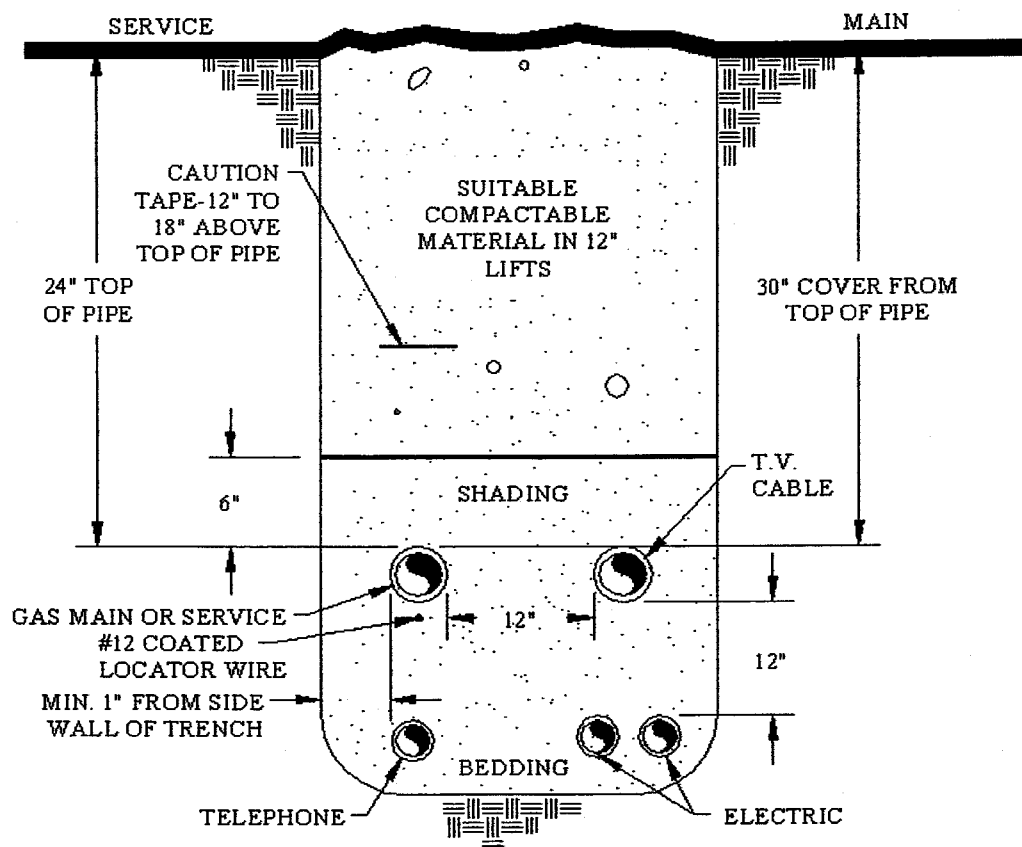 SERVICE
MAIN
CAUTION
TAPE-12" TO
18" ABOVE
TOP OF PIPE
SUITABLE
COMPACTABLE
MATERIAL IN 12"
LIFTS
24" TOP
OF PIPE
30" COVER FROM
TOP OF PIPE
T.V.
CABLE
SHADING
6"
GAS MAIN OR SERVICE
#12 COATED
LOCATOR WIRE
12"
12"
MIN. 1" FROM SIDE
WALL OF TRENCH
BEDDING
TELEPHONE
ELECTRIC